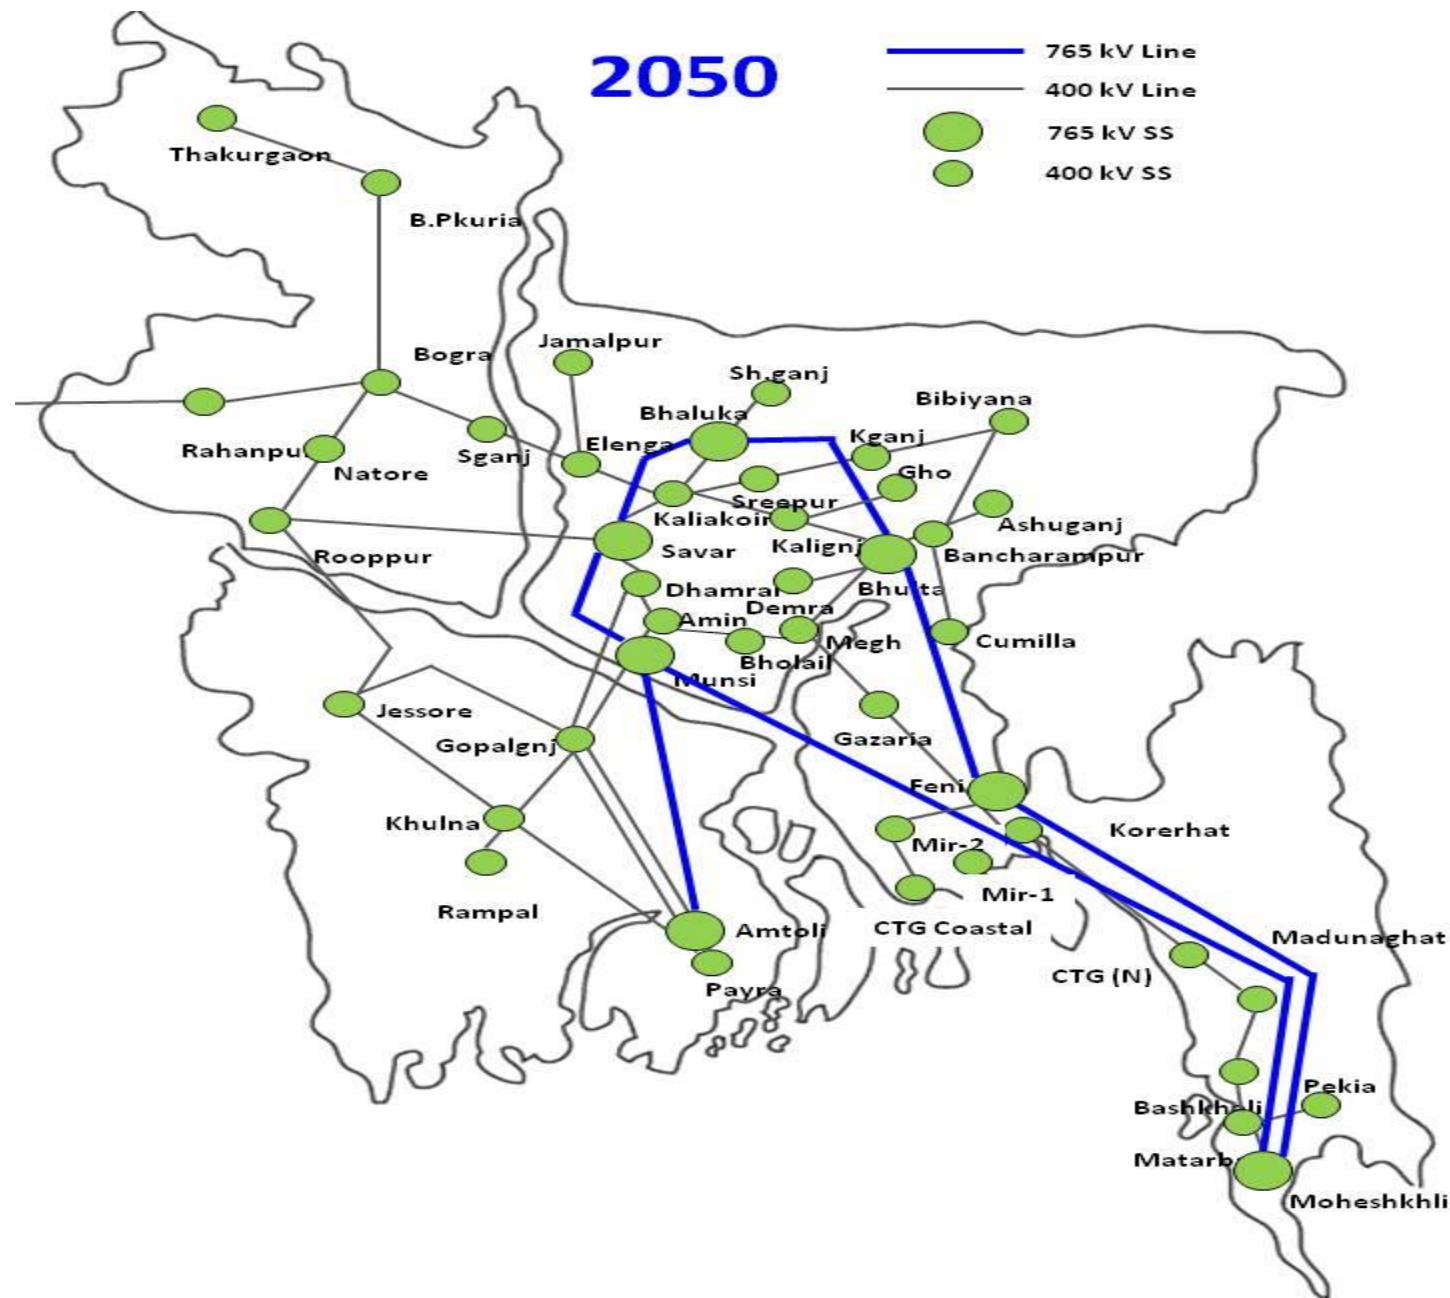 2050
765 kV Line
400 kV Line
765 kV SS
400 kV SS
Thakurgaon
B.Pkuria
Bogra
Jamalpur
Sh.ganj
Bhaluka
Bibiyana
Rahanpur
Natore
Sganj
Elenga
Kganj
Gho
Sreepur
Kaliakoir
Ashuganj
Rooppur
Savar
Kalignj
Bancharampur
Dhamrai
Bhulta
Demra
Amin
Megh
Cumilla
Bholail
Munsi
Jessore
Gopalgnj
Gazaria
Feni
Khulna
Mir-2
Korerhat
Mir-1
Rampal
Amtoli
CTG Coastal
Madunaghat
Payra
CTG (N)
Pekia
Bashkhali
Matarb
Moheshkhli